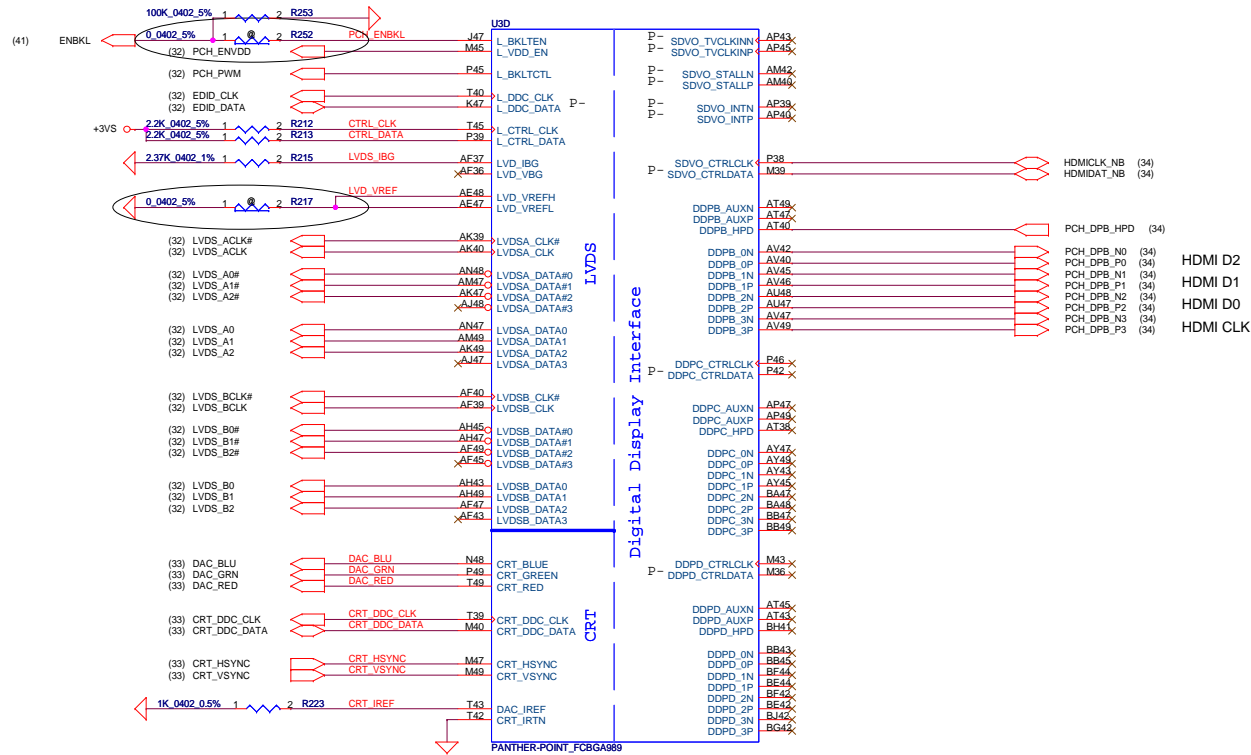 100K_0402_5% 1 2 R253
(41) ENBKL 0_0402_5% 1 @ 2 R252 PCH_ENBKL J47
(32) PCH_ENVDD M45
(32) PCH_PWM P45
(32) EDID_CLK T40
(32) EDID_DATA K47
+3VS 2.2K_0402_5% 1 2 R212 CTRL_CLK T45
2.2K_0402_5% 1 2 R213 CTRL_DATA P39
2.37K_0402_1% 1 2 R215 LVDS_IBG AF37
AF36
LVD_VREF AE48
0_0402_5% 1 @ 2 R217 AE47
(32) LVDS_ACLK# AK39
(32) LVDS_ACLK AK40
(32) LVDS_A0# AN48
(32) LVDS_A1# AM47
(32) LVDS_A2# AK47
AJ48
(32) LVDS_A0 AN47
(32) LVDS_A1 AM49
(32) LVDS_A2 AK49
AJ47
(32) LVDS_BCLK# AF40
(32) LVDS_BCLK AF39
(32) LVDS_B0# AH45
(32) LVDS_B1# AH47
(32) LVDS_B2# AF49
AF45
(32) LVDS_B0 AH43
(32) LVDS_B1 AH49
(32) LVDS_B2 AF47
AF43
(33) DAC_BLU DAC_BLU N48
(33) DAC_GRN DAC_GRN P49
(33) DAC_RED DAC_RED T49
(33) CRT_DDC_CLK CRT_DDC_CLK T39
(33) CRT_DDC_DATA CRT_DDC_DATA M40
(33) CRT_HSYNC CRT_HSYNC M47
(33) CRT_VSYNC CRT_VSYNC M49
1K_0402_0.5% 1 2 R223 CRT_IREF T43
T42
U3D
L_BKLTEN
L_VDD_EN
L_BKLTCTL
L_DDC_CLK
L_DDC_DATA P-
L_CTRL_CLK
L_CTRL_DATA
LVD_IBG
LVD_VBG
LVD_VREFH
LVD_VREFL
LVDSA_CLK#
LVDSA_CLK
LVDSA_DATA#0
LVDSA_DATA#1
LVDSA_DATA#2
LVDSA_DATA#3
LVDSA_DATA0
LVDSA_DATA1
LVDSA_DATA2
LVDSA_DATA3
LVDSB_CLK#
LVDSB_CLK
LVDSB_DATA#0
LVDSB_DATA#1
LVDSB_DATA#2
LVDSB_DATA#3
LVDSB_DATA0
LVDSB_DATA1
LVDSB_DATA2
LVDSB_DATA3
CRT_BLUE
CRT_GREEN
CRT_RED
CRT_DDC_CLK
CRT_DDC_DATA
CRT_HSYNC
CRT_VSYNC
DAC_IREF
CRT_IRTN
PANTHER-POINT_FCBGA989
LVDS
CRT
Digital Display Interface
P- SDVO_TVCLKINN AP43
P- SDVO_TVCLKINP AP45
P- SDVO_STALLN AM42
P- SDVO_STALLP AM40
P- SDVO_INTN AP39
P- SDVO_INTP AP40
SDVO_CTRLCLK P38 HDMICLK_NB (34)
P- SDVO_CTRLDATA M39 HDMIDAT_NB (34)
DDPB_AUXN AT49
DDPB_AUXP AT47
DDPB_HPD AT40 PCH_DPB_HPD (34)
DDPB_0N AV42 PCH_DPB_N0 (34)
DDPB_0P AV40 PCH_DPB_P0 (34) HDMI D2
DDPB_1N AV45 PCH_DPB_N1 (34)
DDPB_1P AV46 PCH_DPB_P1 (34) HDMI D1
DDPB_2N AU48 PCH_DPB_N2 (34)
DDPB_2P AU47 PCH_DPB_P2 (34) HDMI D0
DDPB_3N AV47 PCH_DPB_N3 (34)
DDPB_3P AV49 PCH_DPB_P3 (34) HDMI CLK
DDPC_CTRLCLK P46
P- DDPC_CTRLDATA P42
DDPC_AUXN AP47
DDPC_AUXP AP49
DDPC_HPD AT38
DDPC_0N AY47
DDPC_0P AY49
DDPC_1N AY43
DDPC_1P AY45
DDPC_2N BA47
DDPC_2P BA48
DDPC_3N BB47
DDPC_3P BB49
DDPD_CTRLCLK M43
P- DDPD_CTRLDATA M36
DDPD_AUXN AT45
DDPD_AUXP AT43
DDPD_HPD BH41
DDPD_0N BB43
DDPD_0P BB45
DDPD_1N BF44
DDPD_1P BE44
DDPD_2N BF42
DDPD_2P BE42
DDPD_3N BJ42
DDPD_3P BG42